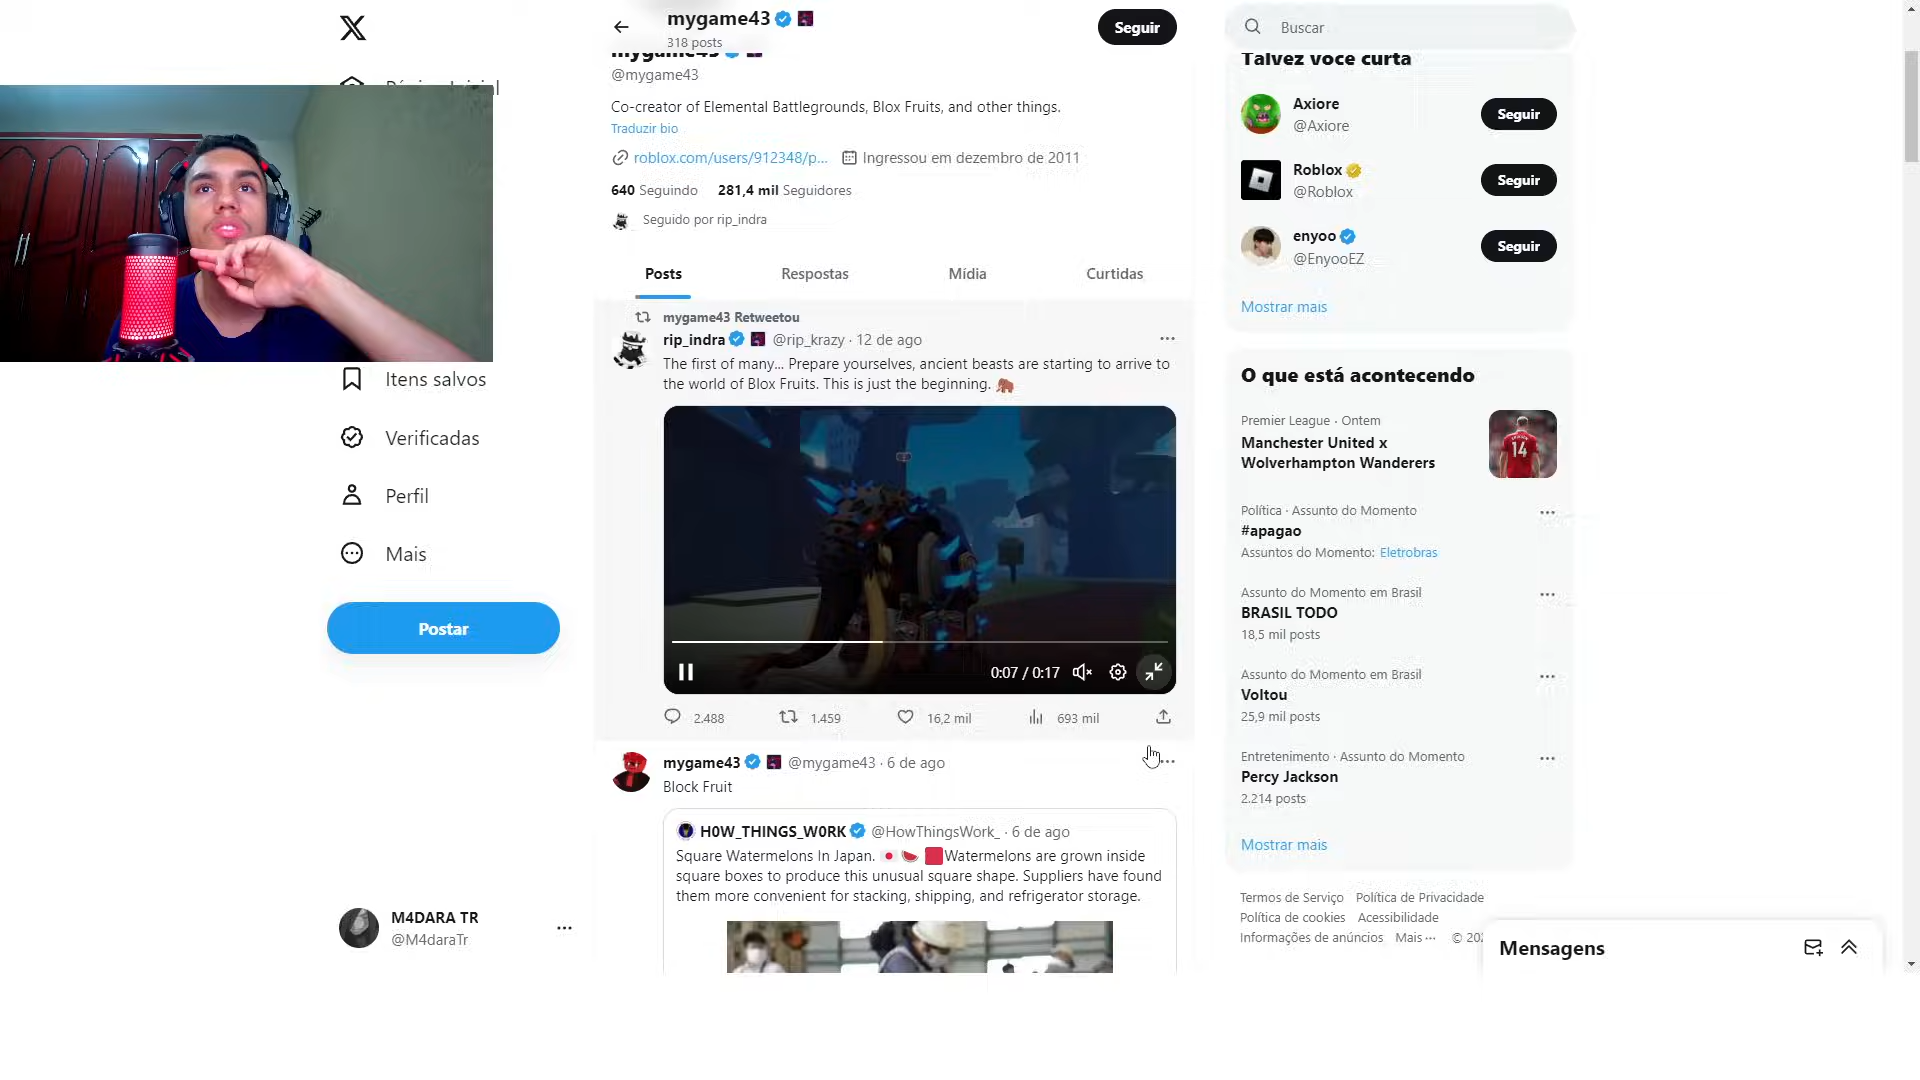 mygame43
318 posts
Seguir
@mygame43
Co-creator of Elemental Battlegrounds, Blox Fruits, and other things.
Traduzir bio
roblox.com/users/912348/p... Ingressou em dezembro de 2011
640 Seguindo 281,4 mil Seguidores
Seguido por rip_indra
Posts Respostas Mídia Curtidas
mygame43 Retweetou
rip_indra @rip_krazy · 12 de ago
The first of many... Prepare yourselves, ancient beasts are starting to arrive to
the world of Blox Fruits. This is just the beginning. 🦣
0:07 / 0:17
2.488 1.459 16,2 mil 693 mil
mygame43 @mygame43 · 6 de ago
Block Fruit
H0W_THINGS_W0RK @HowThingsWork_ · 6 de ago
Square Watermelons In Japan. 🇯🇵 🍉 🟥Watermelons are grown inside
square boxes to produce this unusual square shape. Suppliers have found
them more convenient for stacking, shipping, and refrigerator storage.
Itens salvos
Verificadas
Perfil
Mais
Postar
M4DARA TR
@M4daraTr
Buscar
Talvez você curta
Axiore
@Axiore
Seguir
Roblox
@Roblox
Seguir
enyoo
@EnyooEZ
Seguir
Mostrar mais
O que está acontecendo
Premier League · Ontem
Manchester United x
Wolverhampton Wanderers
14
Política · Assunto do Momento
#apagao
Assuntos do Momento: Eletrobras
Assunto do Momento em Brasil
BRASIL TODO
18,5 mil posts
Assunto do Momento em Brasil
Voltou
25,9 mil posts
Entretenimento · Assunto do Momento
Percy Jackson
2.214 posts
Mostrar mais
Termos de Serviço Política de Privacidade
Política de cookies Acessibilidade
Informações de anúncios Mais ···
Mensagens